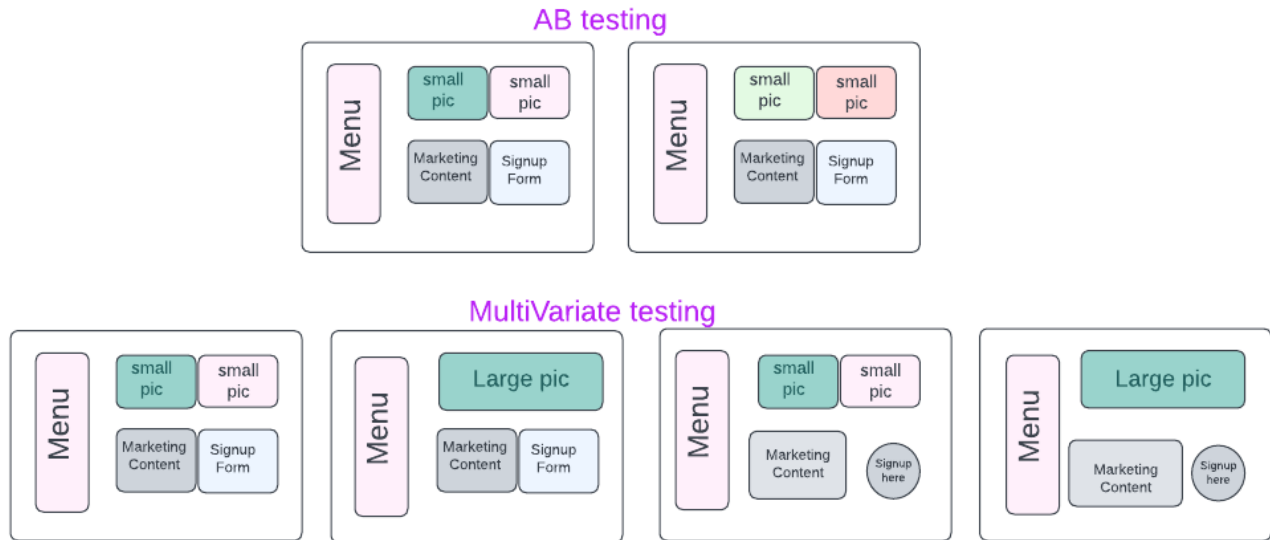 AB testing
Menu
small
pic
small
pic
Marketing
Content
Signup
Form
Menu
small
pic
small
pic
Marketing
Content
Signup
Form
MultiVariate testing
Menu
small
pic
small
pic
Marketing
Content
Signup
Form
Menu
Large pic
Marketing
Content
Signup
Form
Menu
small
pic
small
pic
Marketing
Content
Signup
here
Menu
Large pic
Marketing
Content
Signup
here